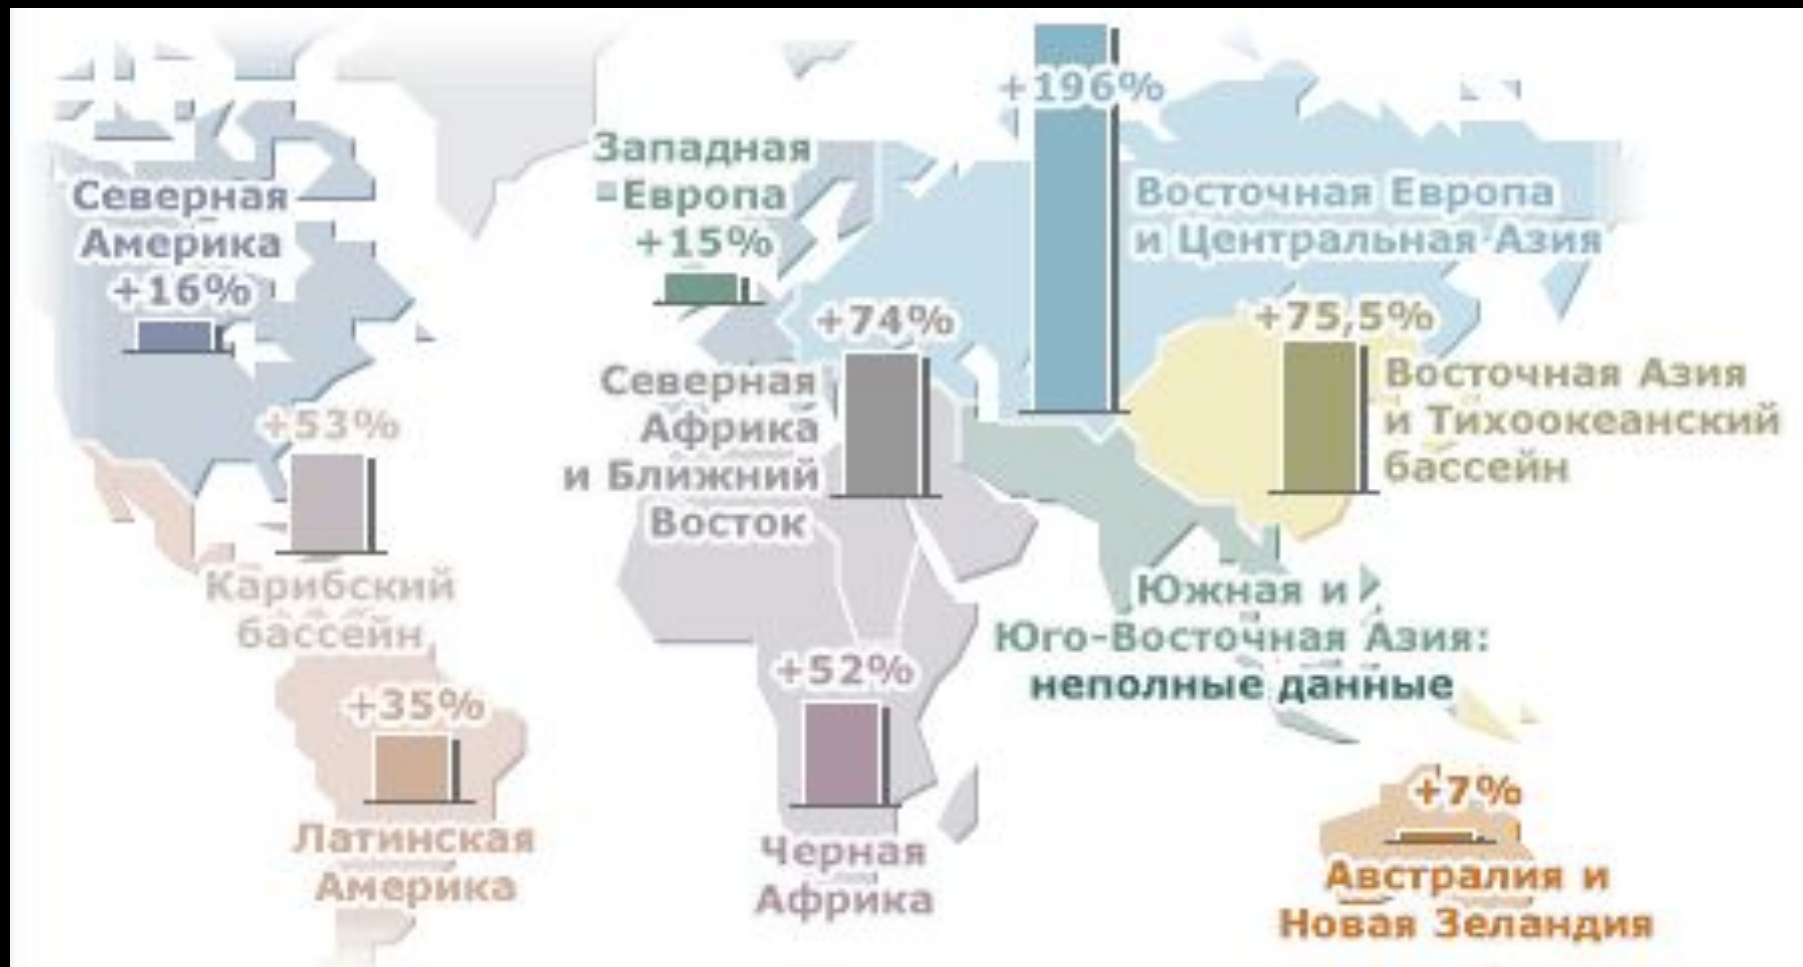 +196%
Западная
Европа
+15%
Северная
Америка
+16%
Восточная Европа
и Центральная Азия
+74%
+75,5%
Северная
Африка
и Ближний
Восток
Восточная Азия
и Тихоокеанский
бассейн
+53%
Карибский
бассейн
Южная и
Юго-Восточная Азия:
неполные данные
+52%
Черная
Африка
+35%
Латинская
Америка
+7%
Австралия и
Новая Зеландия